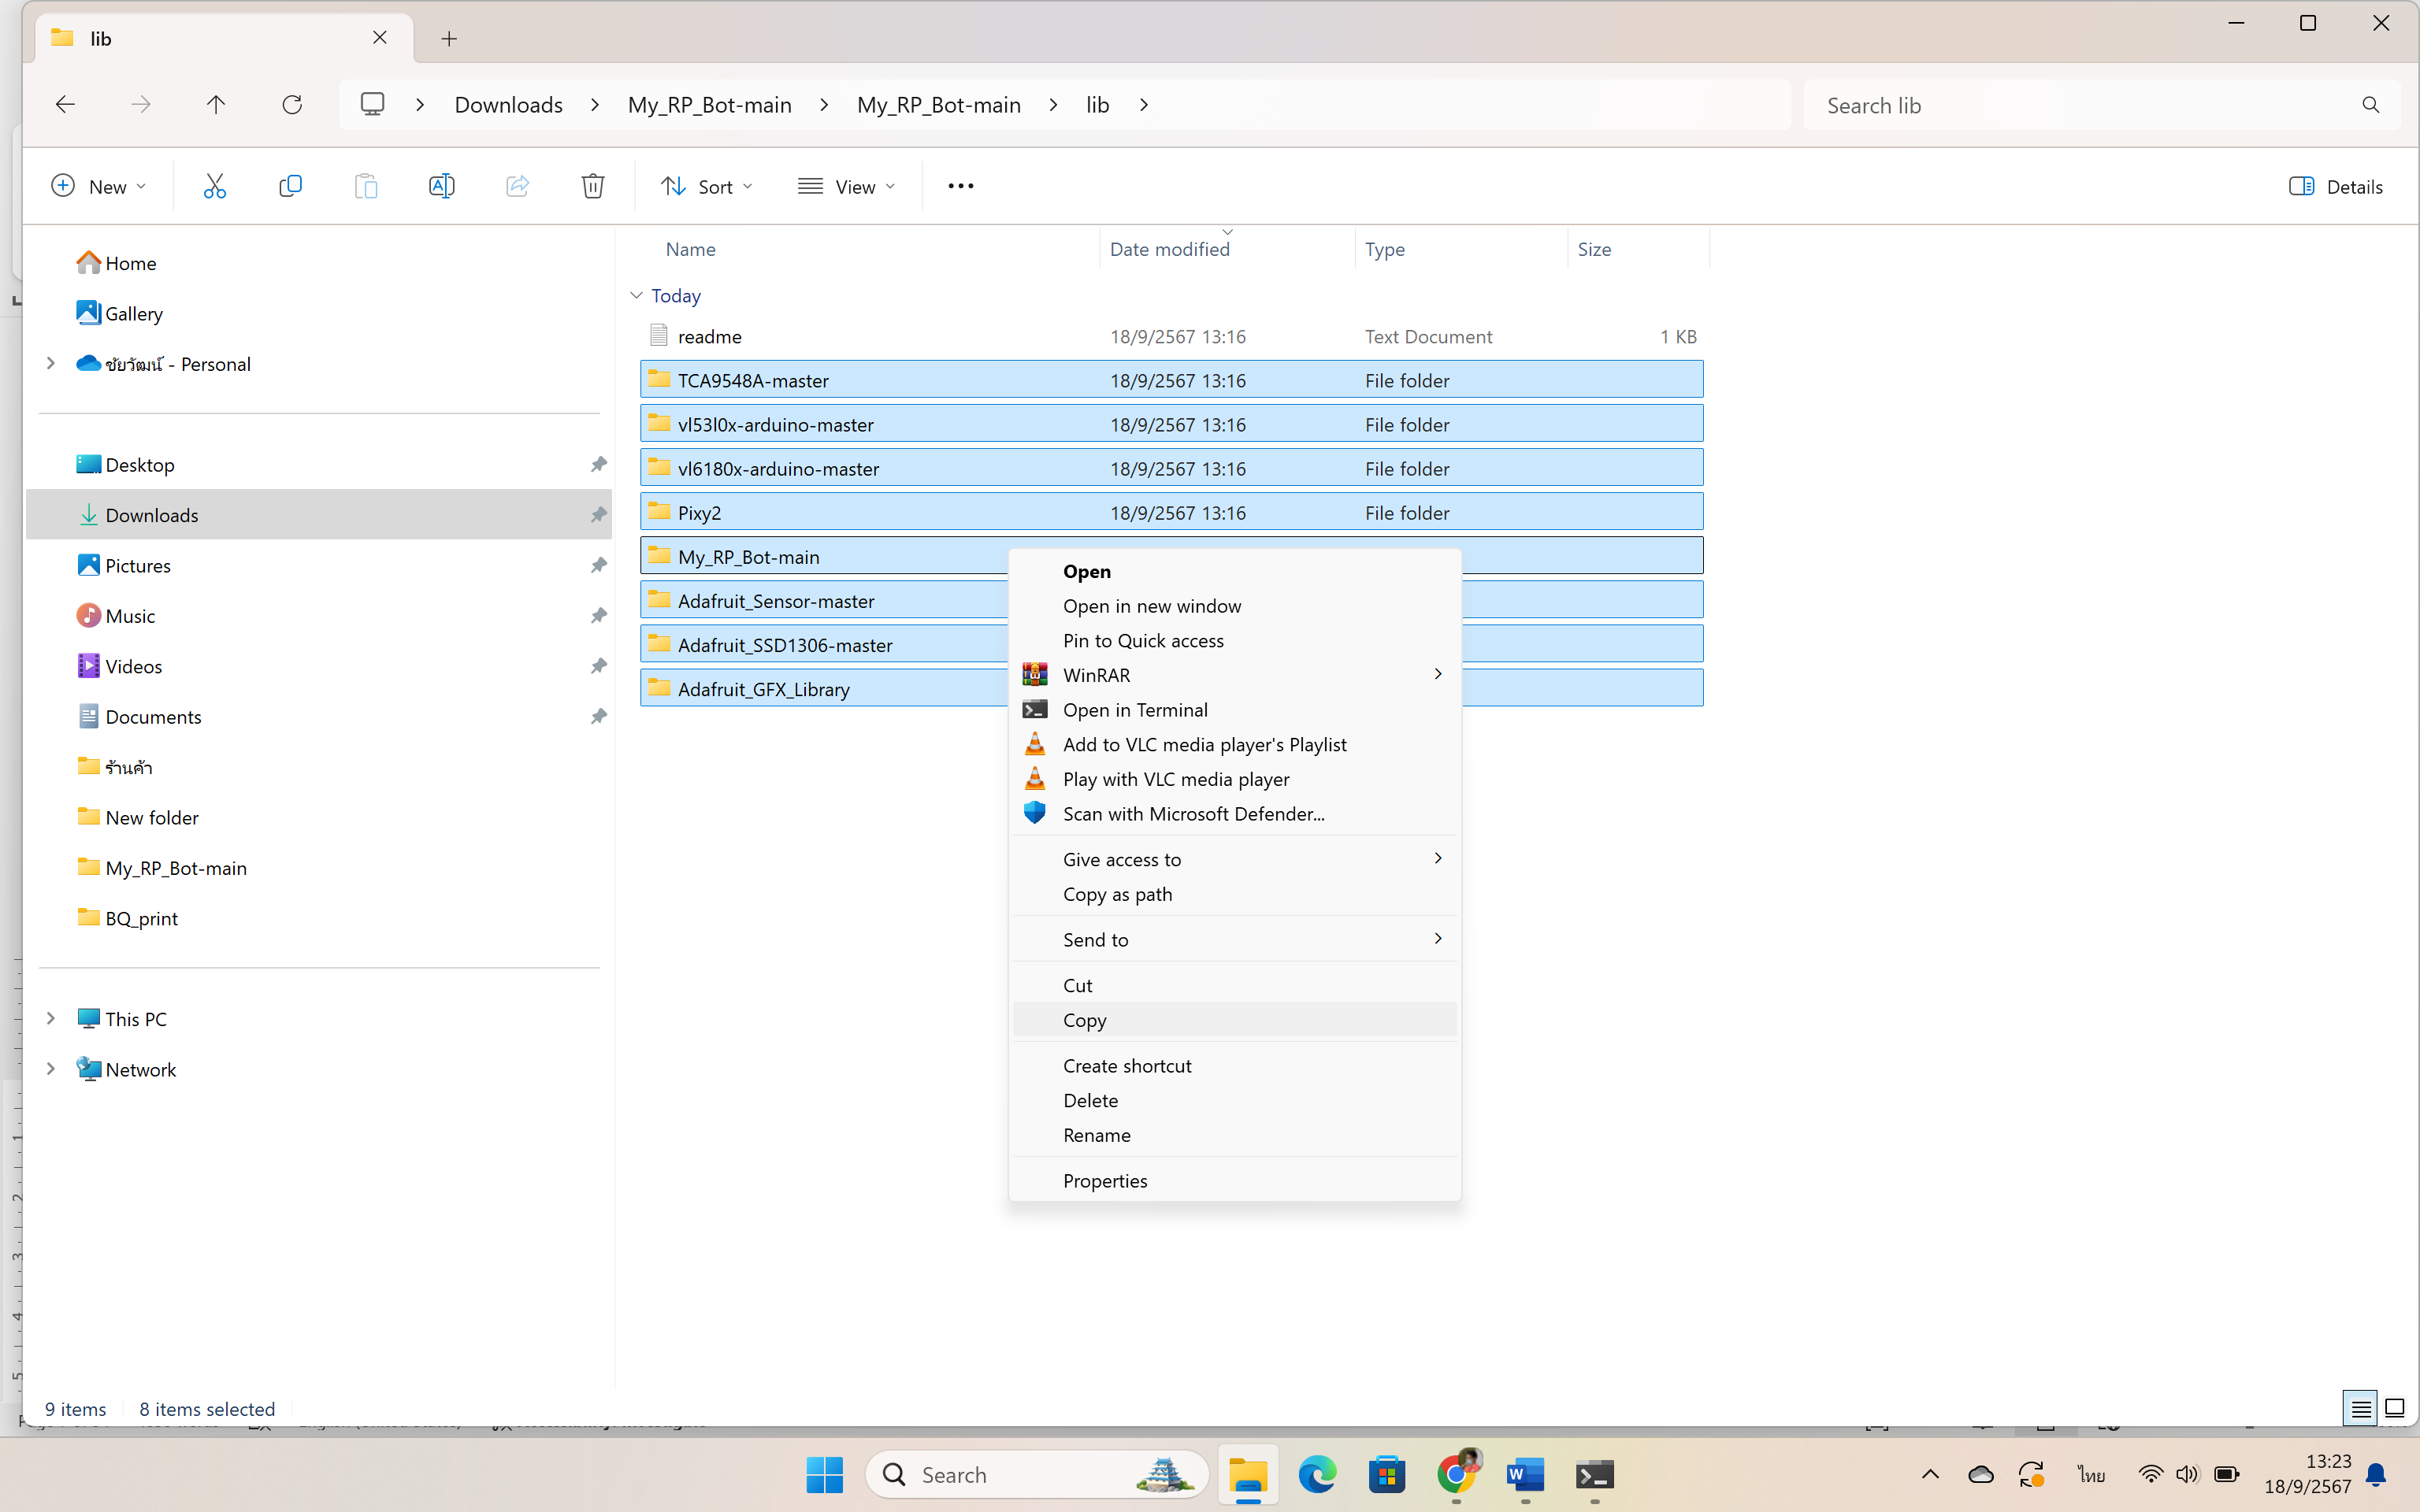 lib
Downloads
My_RP_Bot-main
My_RP_Bot-main
lib
Search lib
New
Sort
View
Details
Home
Gallery
ชัยวัฒน์ - Personal
Desktop
Downloads
Pictures
Music
Videos
Documents
ร้านค้า
New folder
My_RP_Bot-main
BQ_print
This PC
Network
Name
Date modified
Type
Size
Today
readme 18/9/2567 13:16 Text Document 1 KB
TCA9548A-master 18/9/2567 13:16 File folder
vl53l0x-arduino-master 18/9/2567 13:16 File folder
vl6180x-arduino-master 18/9/2567 13:16 File folder
Pixy2 18/9/2567 13:16 File folder
My_RP_Bot-main
Adafruit_Sensor-master
Adafruit_SSD1306-master
Adafruit_GFX_Library
Open
Open in new window
Pin to Quick access
WinRAR
Open in Terminal
Add to VLC media player's Playlist
Play with VLC media player
Scan with Microsoft Defender...
Give access to
Copy as path
Send to
Cut
Copy
Create shortcut
Delete
Rename
Properties
1
2
3
4
5
9 items
8 items selected
Search
ไทย
13:23
18/9/2567